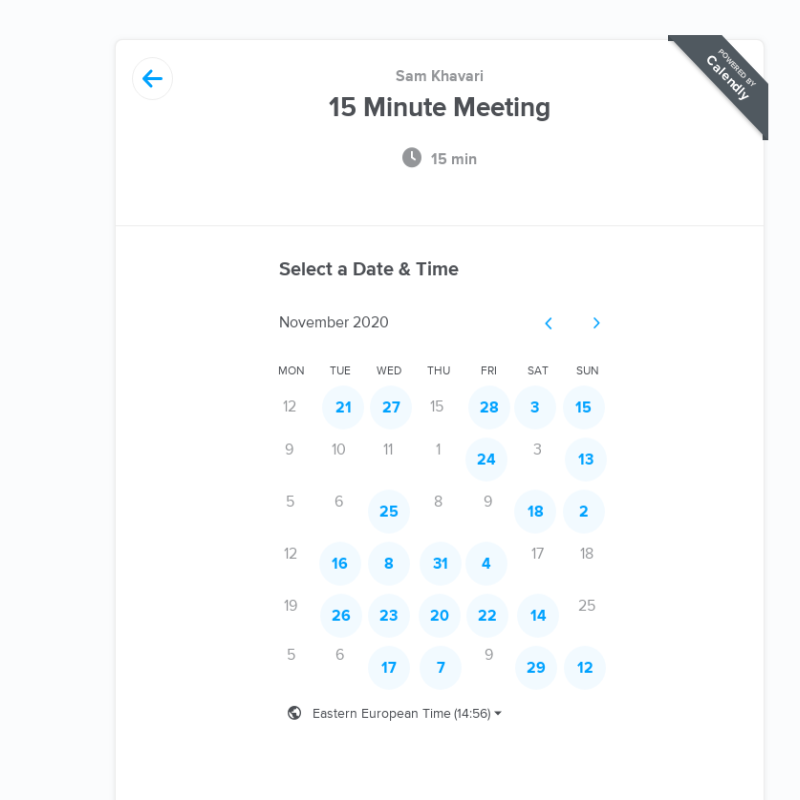 POWERED BY
Calendly
Sam Khavari
15 Minute Meeting
15 min
Select a Date & Time
November 2020
MON TUE WED THU FRI SAT SUN
12 21 27 15 28 3 15
9 10 11 1 24 3 13
5 6 25 8 9 18 2
12 16 8 31 4 17 18
19 26 23 20 22 14 25
5 6 17 7 9 29 12
Eastern European Time (14:56)